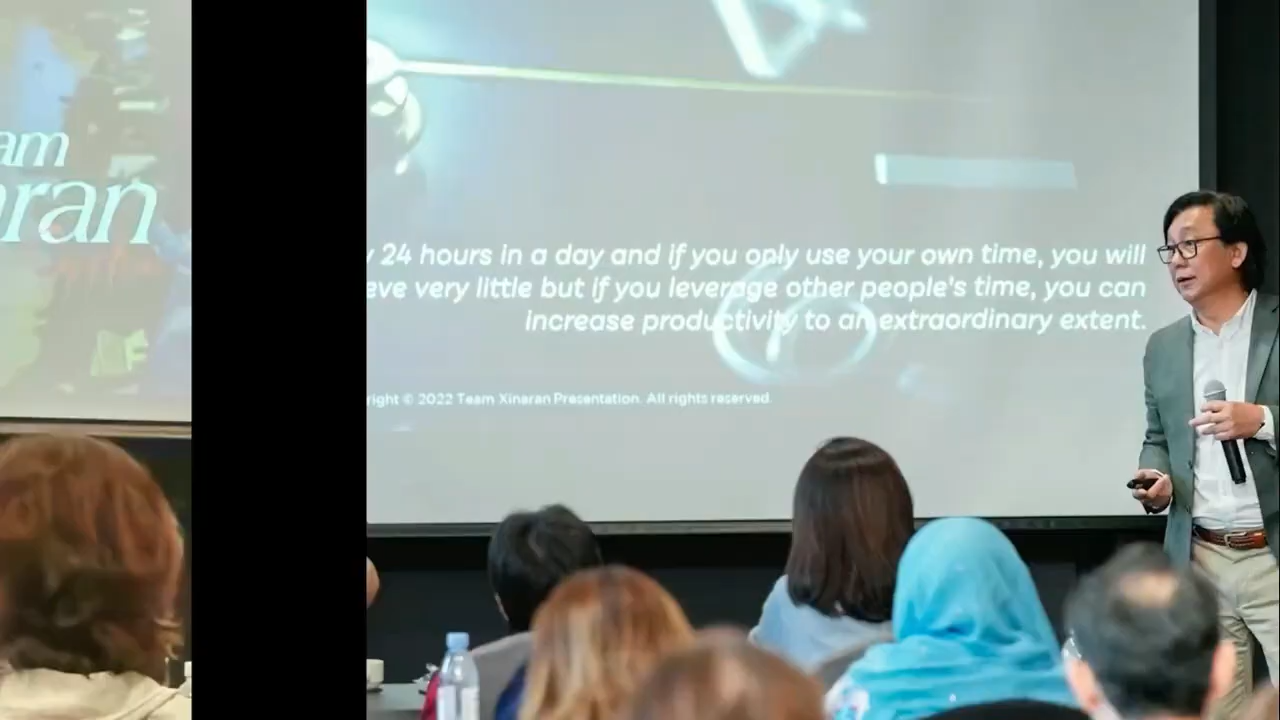 am
ran
24 hours in a day and if you only use your own time, you will
eve very little but if you leverage other people's time, you can
increase productivity to an extraordinary extent.
right © 2022 Team Xinaran Presentation. All rights reserved.